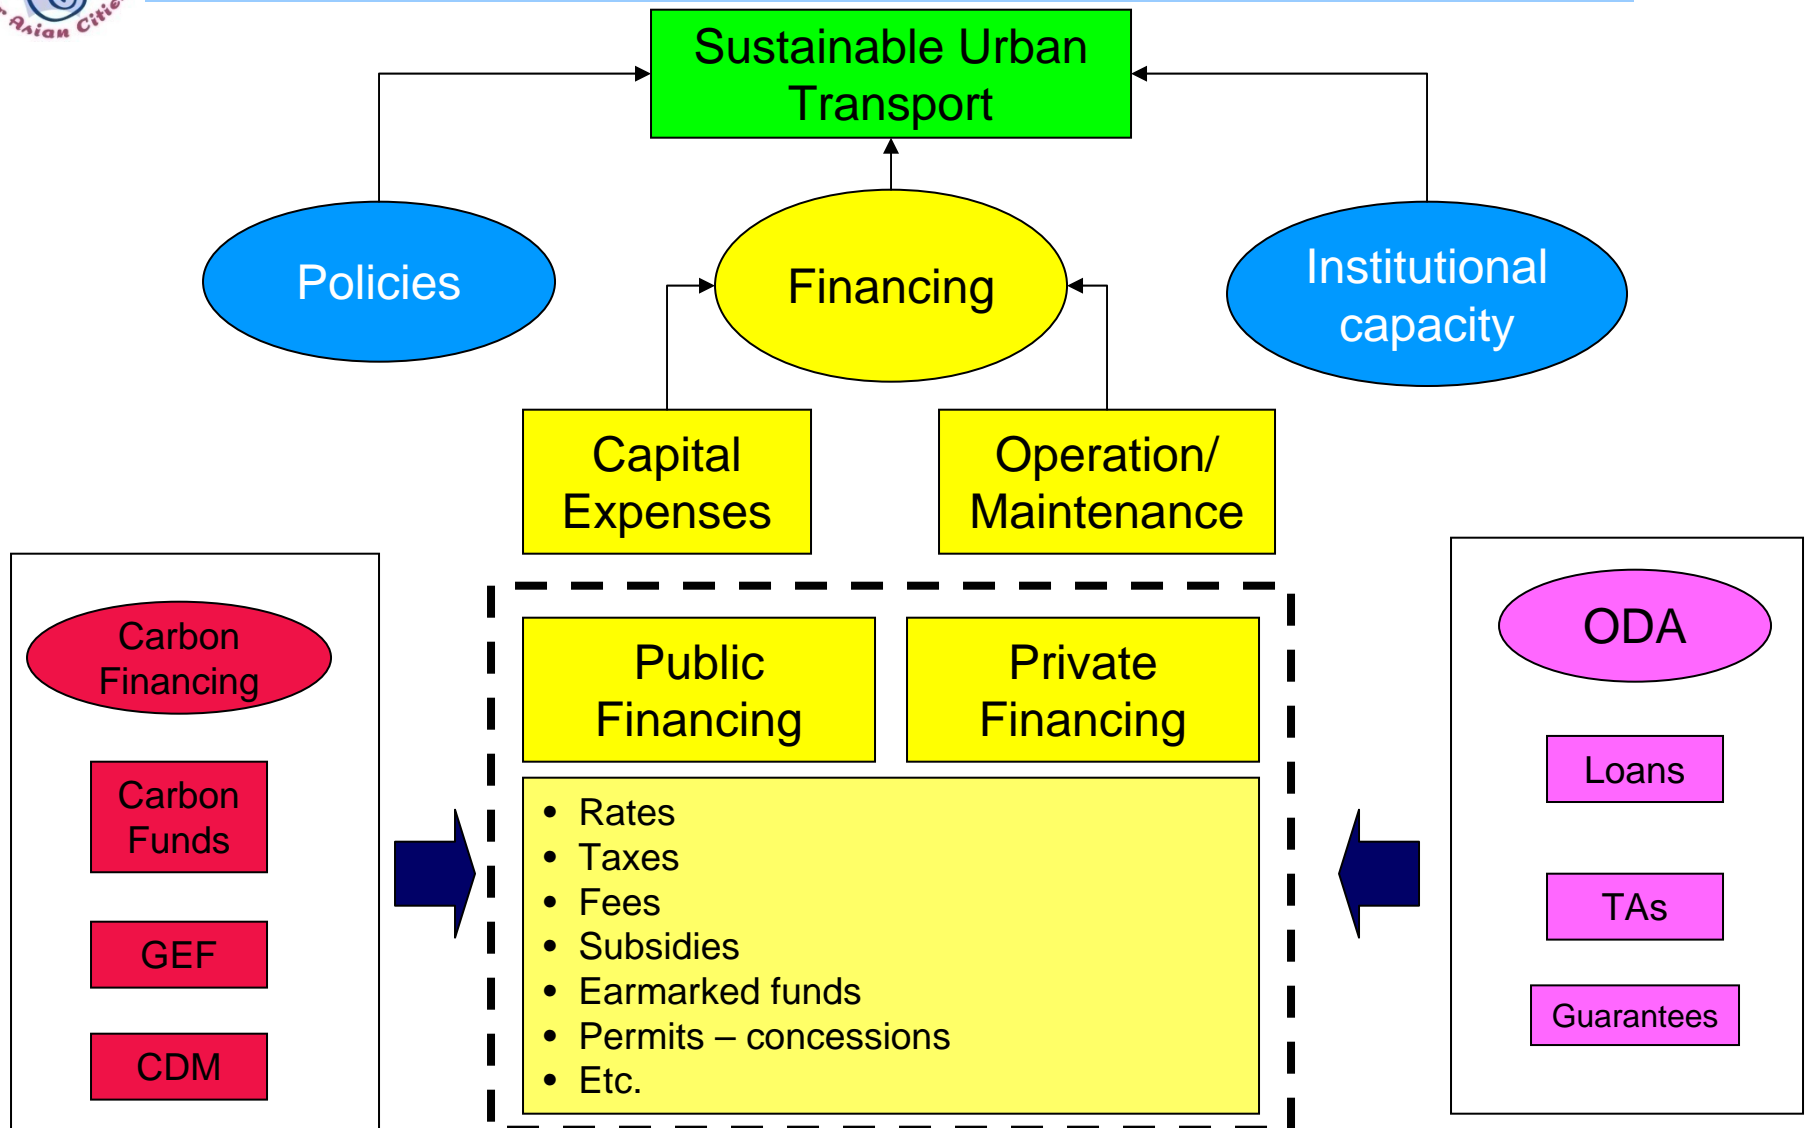 Asian Cities
Sustainable Urban
Transport
Policies
Financing
Institutional
capacity
Capital
Expenses
Operation/
Maintenance
Carbon
Financing
Carbon
Funds
GEF
CDM
Public
Financing
Private
Financing
• Rates
• Taxes
• Fees
• Subsidies
• Earmarked funds
• Permits – concessions
• Etc.
ODA
Loans
TAs
Guarantees